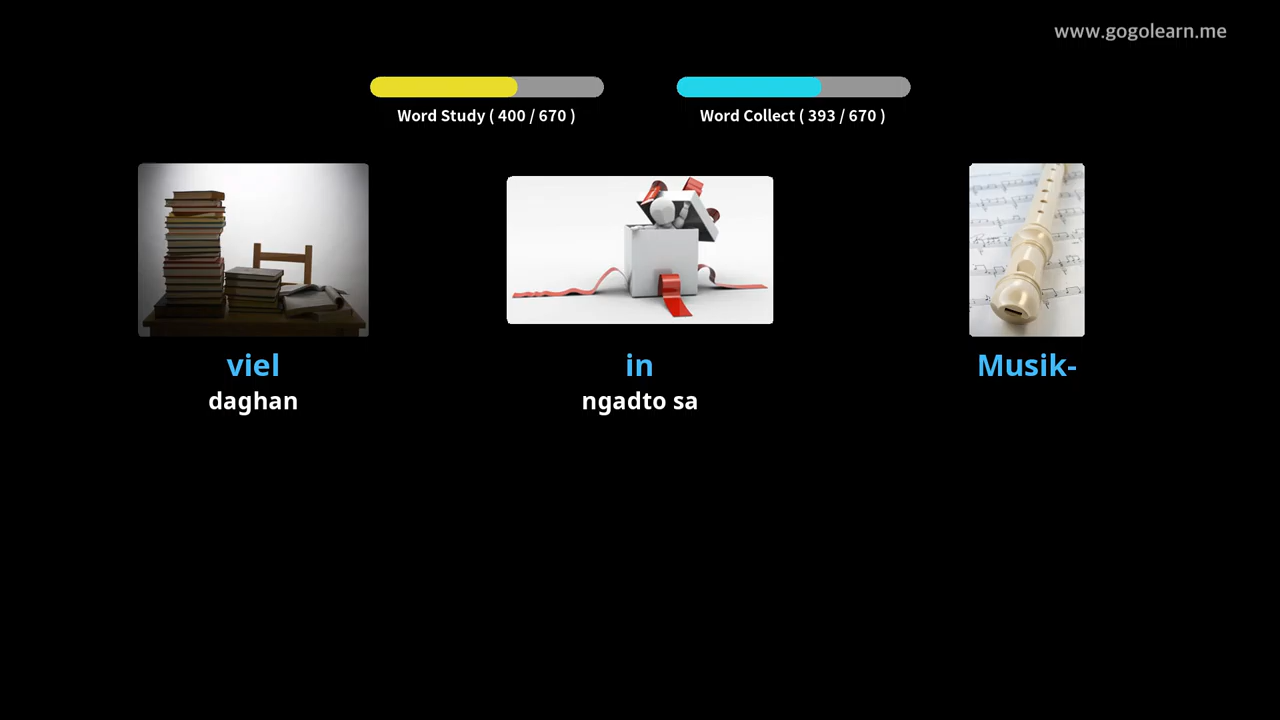 www.gogolearn.me
Word Study ( 400 / 670 )
Word Collect ( 393 / 670 )
viel
daghan
in
ngadto sa
Musik-